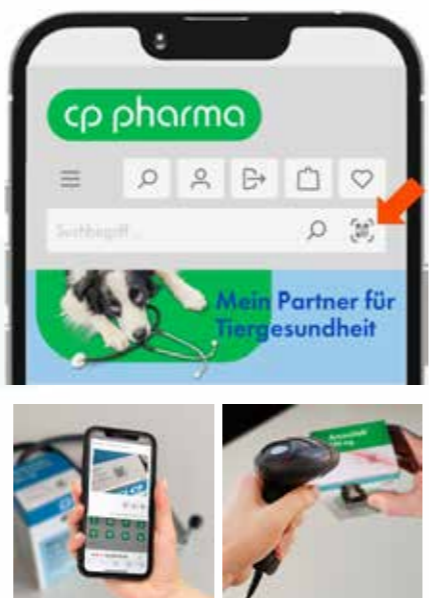 cp pharma
Suchbegriff ...
Mein Partner für
Tiergesundheit